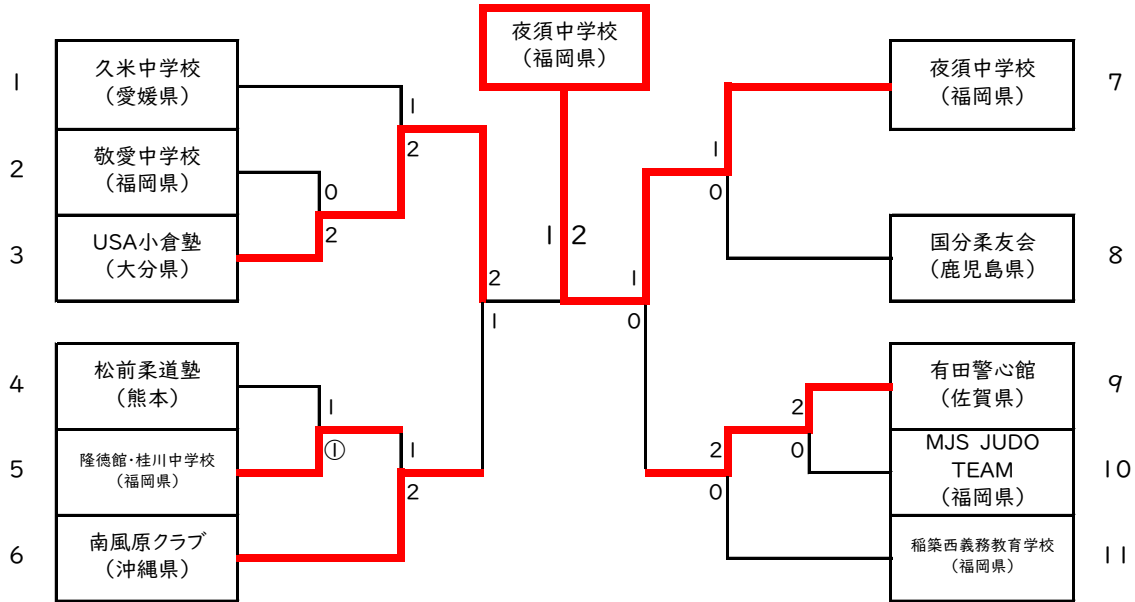 夜須中学校
(福岡県)
1
久米中学校
(愛媛県)
2
敬愛中学校
(福岡県)
3
USA小倉塾
(大分県)
4
松前柔道塾
(熊本)
5
隆徳館・桂川中学校
(福岡県)
6
南風原クラブ
(沖縄県)
1
2
0
2
1
①
1
2
2
1
1 2
1
0
1
0
2
0
2
0
夜須中学校
(福岡県)
7
国分柔友会
(鹿児島県)
8
有田警心館
(佐賀県)
9
MJS JUDO
TEAM
(福岡県)
10
稲築西義務教育学校
(福岡県)
11